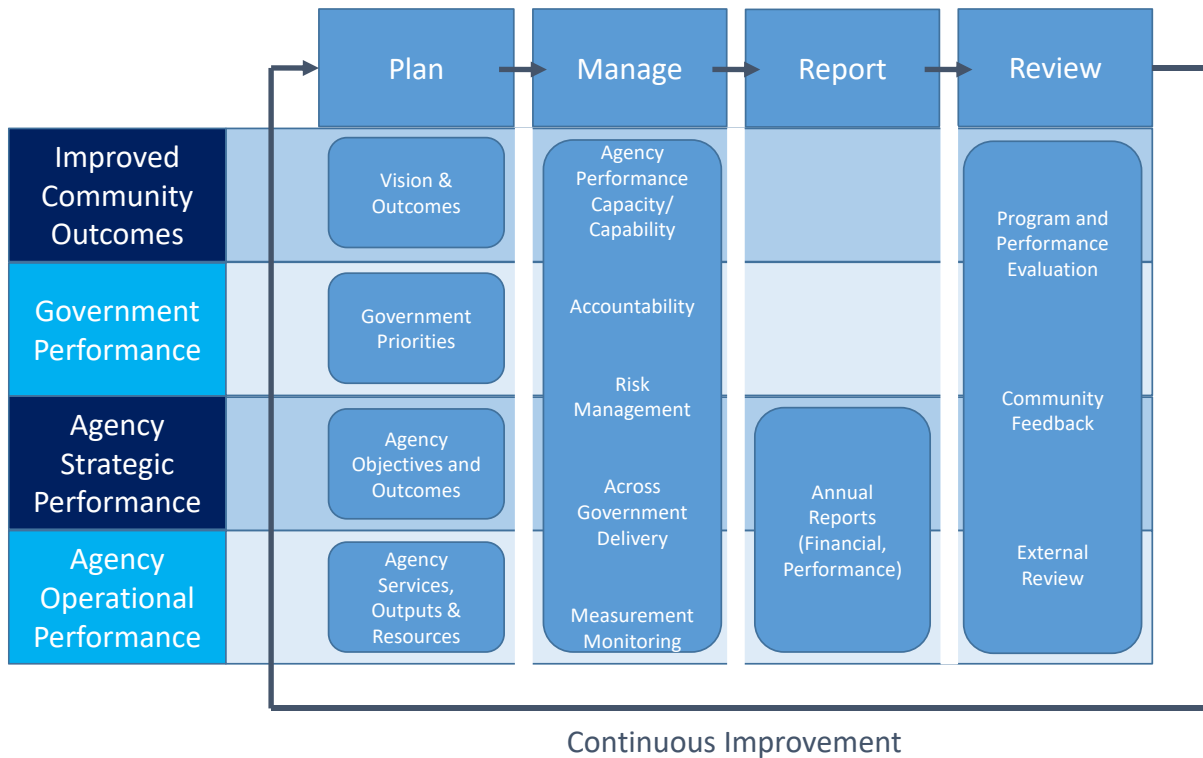 Plan
Manage
Report
Review
Improved
Community
Outcomes
Vision &
Outcomes
Agency
Performance
Capacity/
Capability
Program and
Performance
Evaluation
Government
Performance
Government
Priorities
Accountability
Risk
Management
Community
Feedback
Agency
Strategic
Performance
Agency
Objectives and
Outcomes
Across
Government
Delivery
Annual
Reports
(Financial,
Performance)
External
Review
Agency
Operational
Performance
Agency
Services,
Outputs &
Resources
Measurement
Monitoring
Continuous Improvement